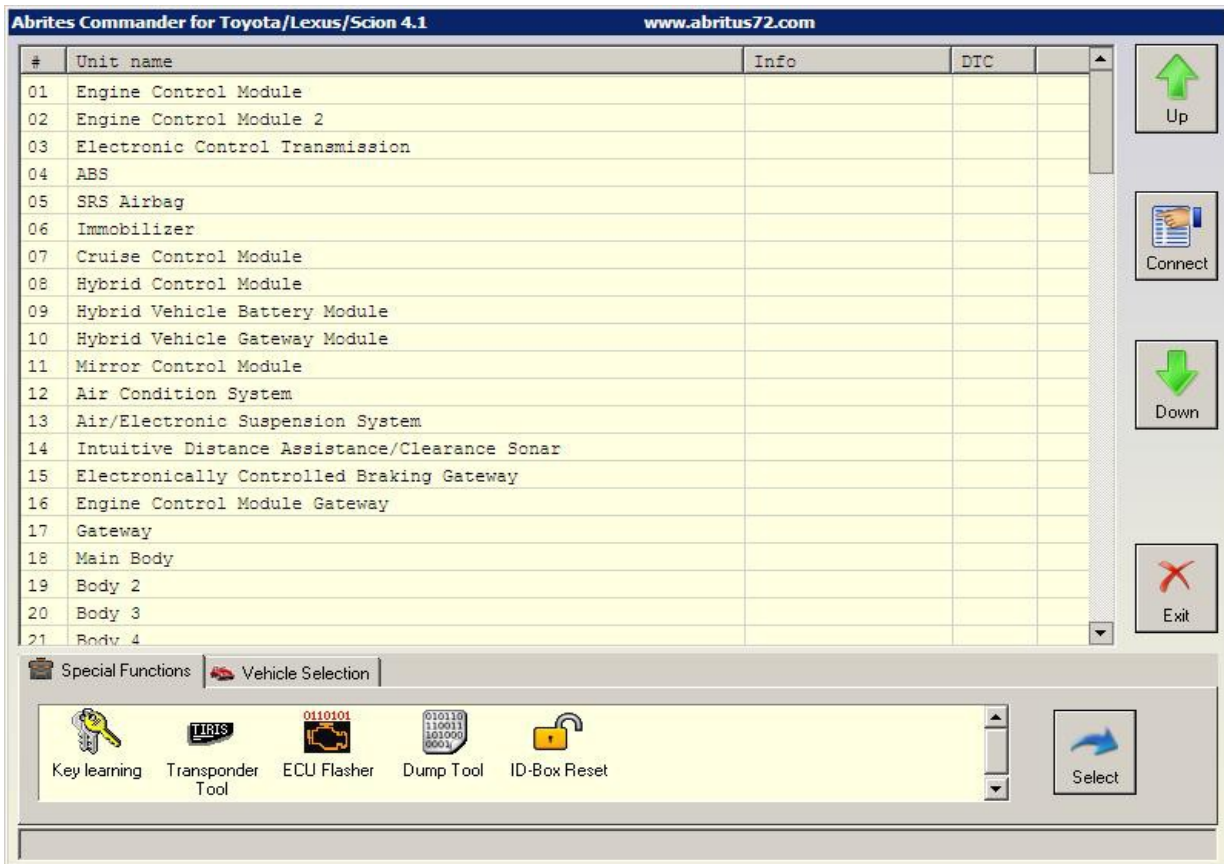 Abrites Commander for Toyota/Lexus/Scion 4.1 www.abritus72.com
# Unit name Info DTC
01 Engine Control Module
02 Engine Control Module 2
03 Electronic Control Transmission
04 ABS
05 SRS Airbag
06 Immobilizer
07 Cruise Control Module
08 Hybrid Control Module
09 Hybrid Vehicle Battery Module
10 Hybrid Vehicle Gateway Module
11 Mirror Control Module
12 Air Condition System
13 Air/Electronic Suspension System
14 Intuitive Distance Assistance/Clearance Sonar
15 Electronically Controlled Braking Gateway
16 Engine Control Module Gateway
17 Gateway
18 Main Body
19 Body 2
20 Body 3
21 Body 4
Up
Connect
Down
Exit
Special Functions Vehicle Selection
TIRIS
0110101
010110
110011
101000
0001
Key learning
Transponder
Tool
ECU Flasher
Dump Tool
ID-Box Reset
Select